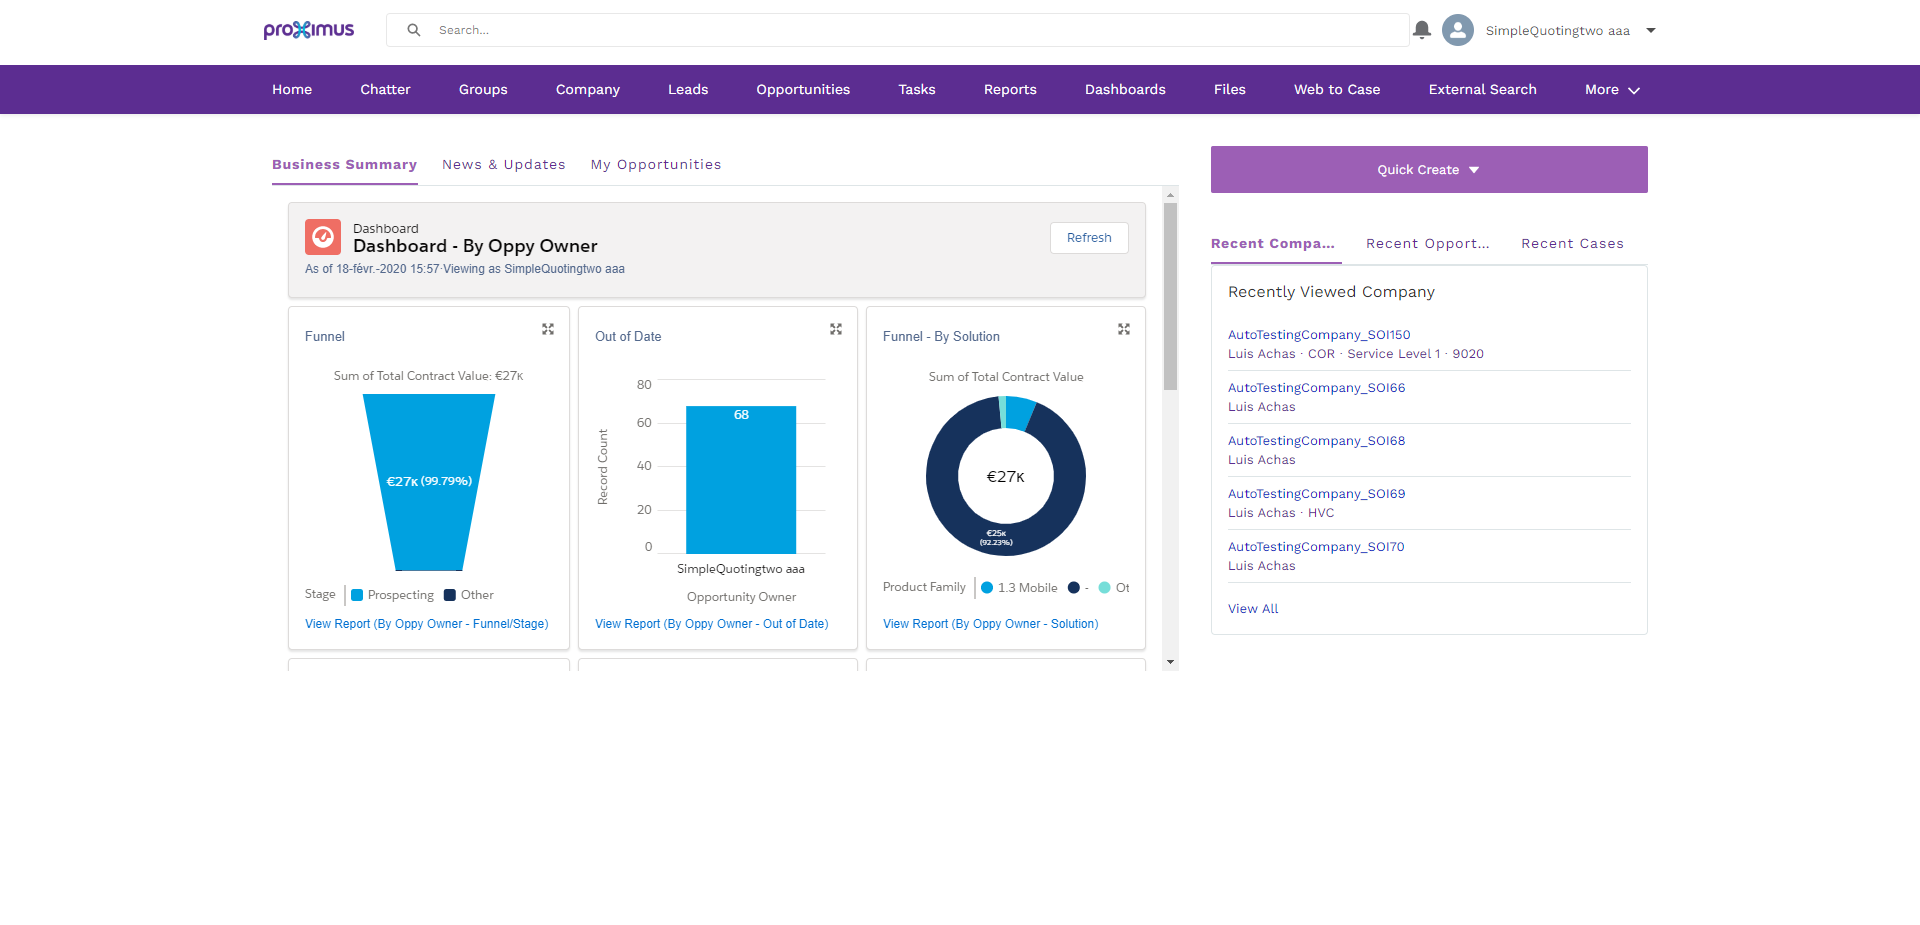 proximus
Search...
SimpleQuotingtwo aaa
Home
Chatter
Groups
Company
Leads
Opportunities
Tasks
Reports
Dashboards
Files
Web to Case
External Search
More
Business Summary
News & Updates
My Opportunities
Dashboard
Dashboard - By Oppy Owner
As of 18-févr.-2020 15:57·Viewing as SimpleQuotingtwo aaa
Refresh
Funnel
Sum of Total Contract Value: €27K
€27K (99.79%)
Stage
Prospecting
Other
View Report (By Oppy Owner - Funnel/Stage)
Out of Date
80
60
40
20
0
Record Count
68
SimpleQuotingtwo aaa
Opportunity Owner
View Report (By Oppy Owner - Out of Date)
Funnel - By Solution
Sum of Total Contract Value
€27K
€25K
(92.23%)
Product Family
1.3 Mobile
-
Ot
View Report (By Oppy Owner - Solution)
Quick Create
Recent Compa...
Recent Opport...
Recent Cases
Recently Viewed Company
AutoTestingCompany_SOI150
Luis Achas · COR · Service Level 1 · 9020
AutoTestingCompany_SOI66
Luis Achas
AutoTestingCompany_SOI68
Luis Achas
AutoTestingCompany_SOI69
Luis Achas · HVC
AutoTestingCompany_SOI70
Luis Achas
View All